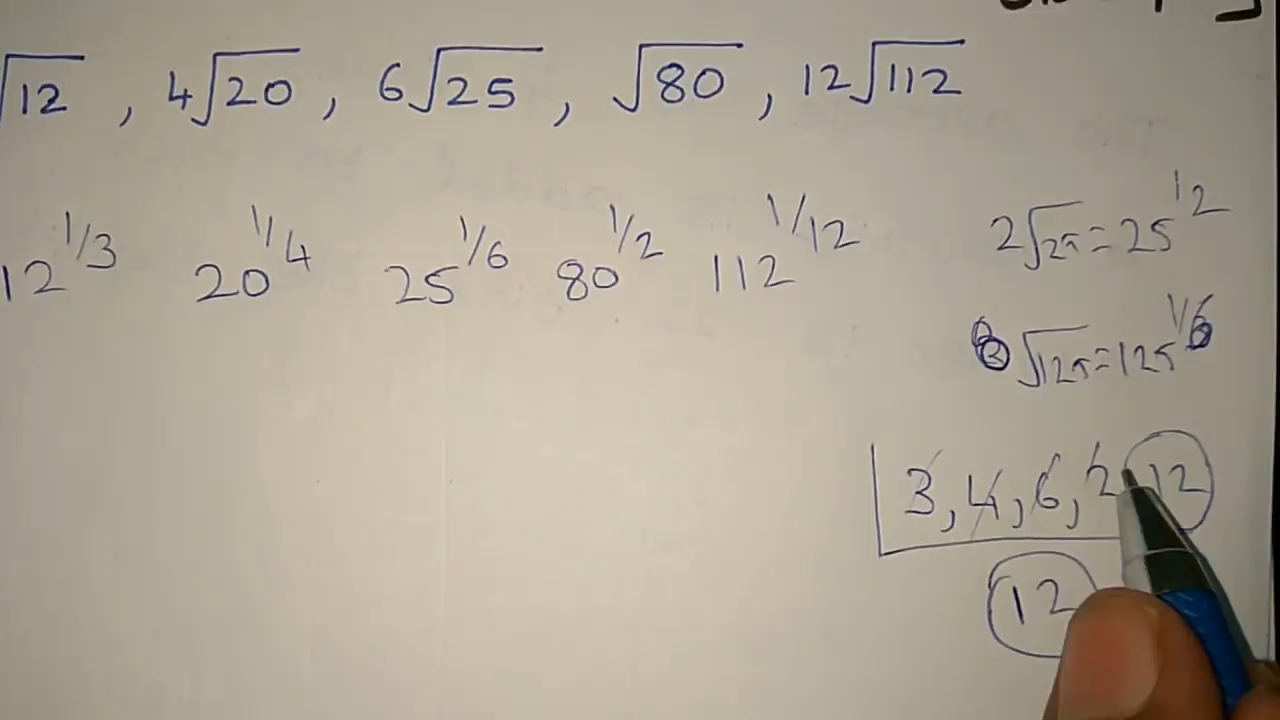 √12 , 4√20 , 6√25 , √80 , 12√112
12^1/3 20^1/4 25^1/6 80^1/2 112^1/12
2√25 = 25^1/2
√125 = 125^1/6
3, 4, 6, 2 12
12